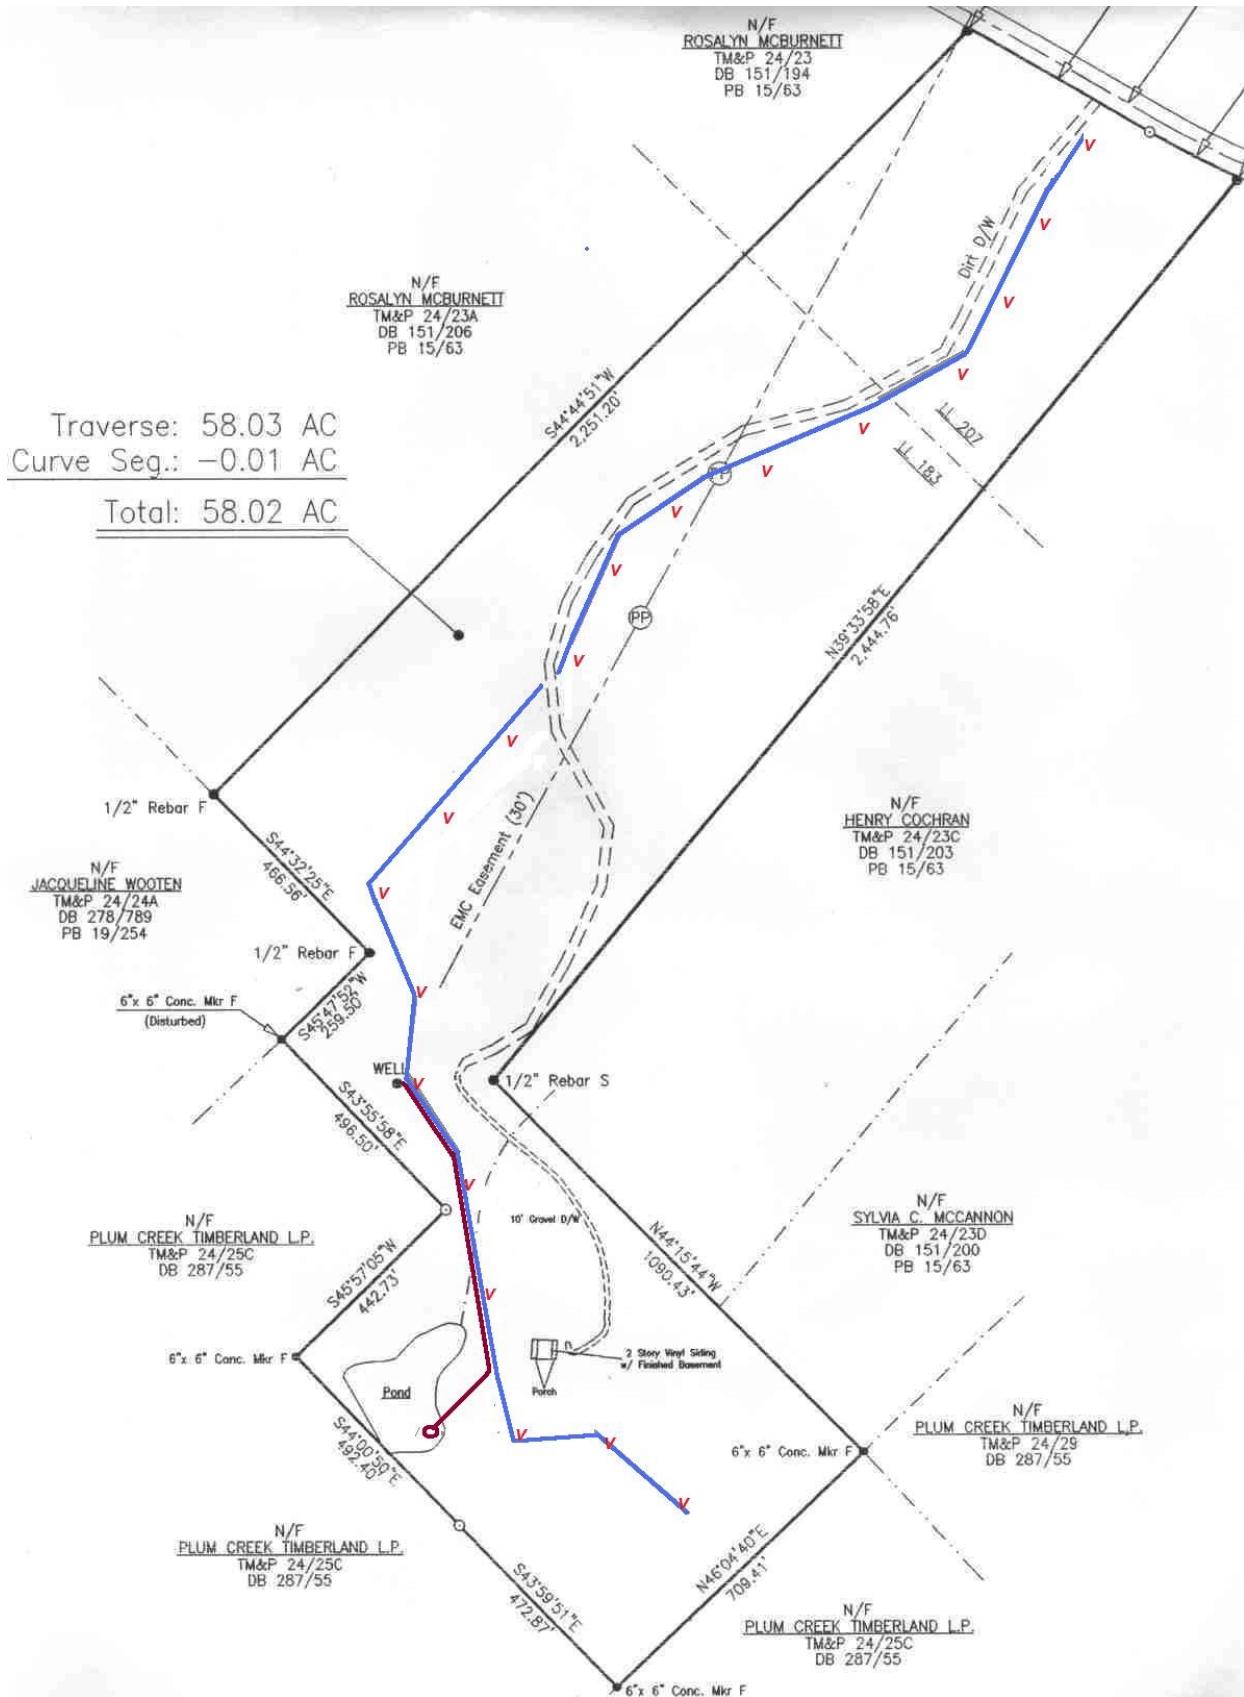 N/F
ROSALYN MCBURNETT
TM&P 24/23
DB 151/194
PB 15/63
V
V
Dirt D/W
N/F
ROSALYN MCBURNETT
TM&P 24/23A
DB 151/206
PB 15/63
V
V
S44°44'51"W
2,251.20'
LL 207
LL 183
Traverse: 58.03 AC
Curve Seg.: -0.01 AC
Total: 58.02 AC
V
V
PP
V
V
PP
N39°33'58"E
2,444.76'
V
V
1/2" Rebar F
V
EMC Easement (30')
N/F
HENRY COCHRAN
TM&P 24/23C
DB 151/203
PB 15/63
S44°32'25"E
466.56'
N/F
JACQUELINE WOOTEN
TM&P 24/24A
DB 278/789
PB 19/254
V
1/2" Rebar F
6"x 6" Conc. Mkr F
(Disturbed)
S45°47'52"W
259.50'
V
WELL
V
1/2" Rebar S
S43°55'58"E
496.50'
V
10' Gravel D/W
N/F
PLUM CREEK TIMBERLAND L.P.
TM&P 24/25C
DB 287/55
N/F
SYLVIA C. MCCANNON
TM&P 24/23D
DB 151/200
PB 15/63
N44°15'44"W
1090.43'
S45°57'05"W
442.73'
V
6"x 6" Conc. Mkr F
2 Story Vinyl Siding
w/ Finished Basement
Pond
Porch
S44°00'50"E
492.40'
V
V
6"x 6" Conc. Mkr F
N/F
PLUM CREEK TIMBERLAND L.P.
TM&P 24/29
DB 287/55
V
N/F
PLUM CREEK TIMBERLAND L.P.
TM&P 24/25C
DB 287/55
S43°59'51"E
472.87'
N46°04'40"E
709.41'
N/F
PLUM CREEK TIMBERLAND L.P.
TM&P 24/25C
DB 287/55
6"x 6" Conc. Mkr F